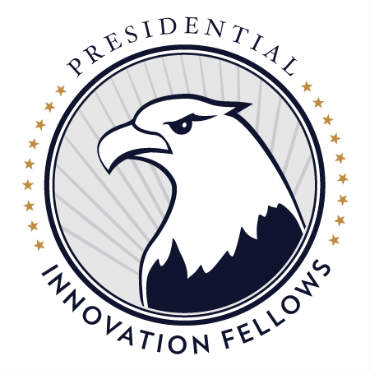 PRESIDENTIAL
INNOVATION FELLOWS